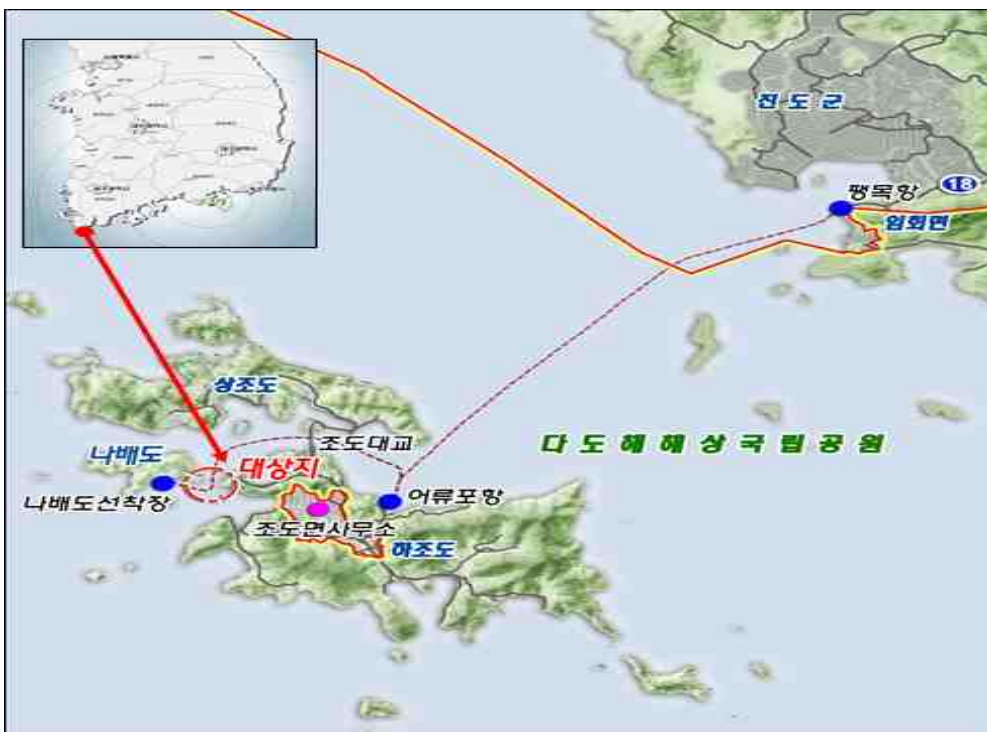 진도군
팽목항
18
임회면
상조도
조도대교
다도해해상국립공원
나배도
대상지
나배도선착장
어류포항
조도면사무소
하조도